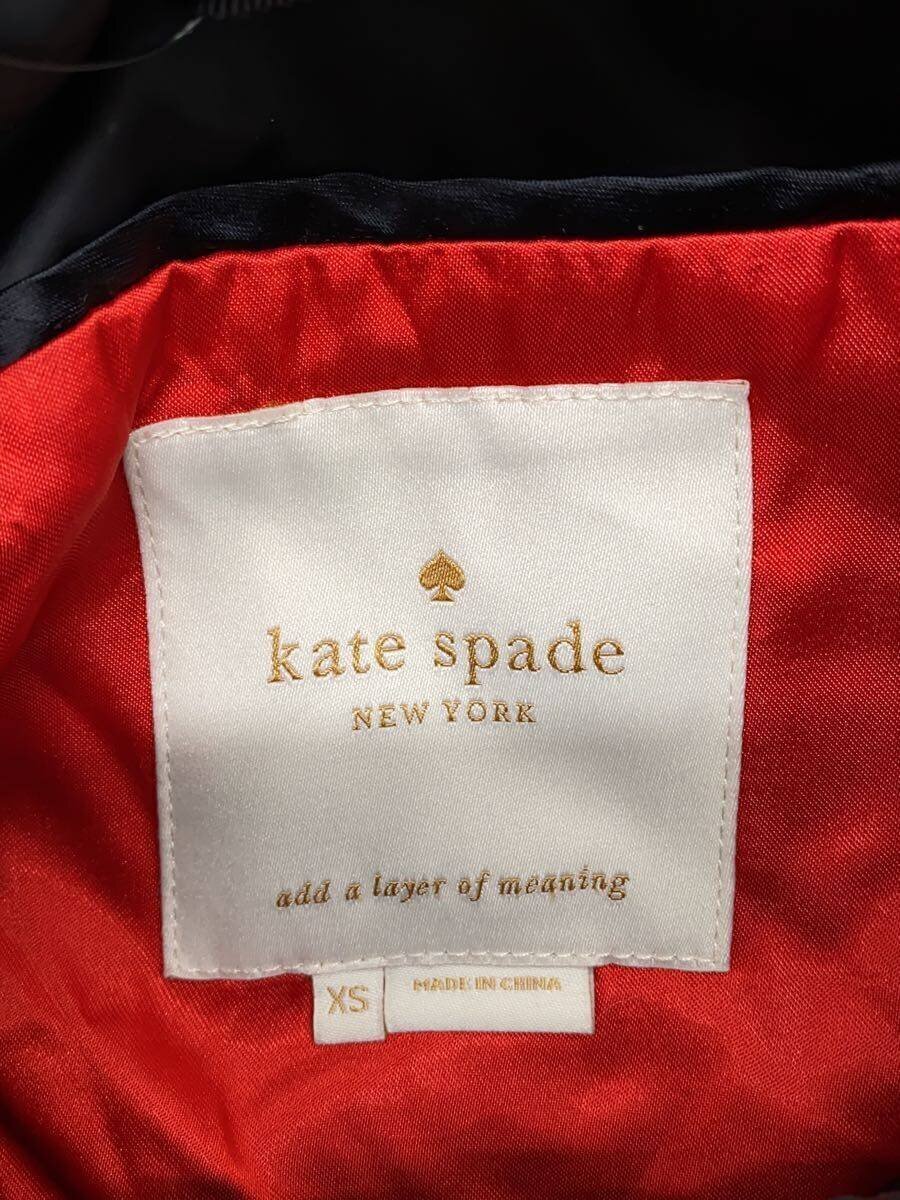 kate spade
NEW YORK
add a layer of meaning
XS
MADE IN CHINA